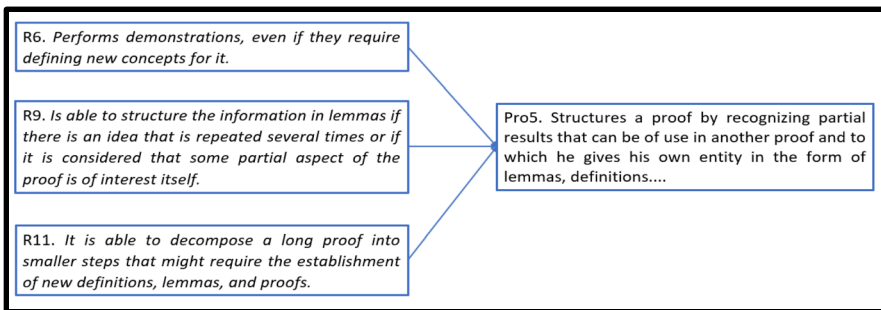 R6. Performs demonstrations, even if they require
defining new concepts for it.
R9. Is able to structure the information in lemmas if
there is an idea that is repeated several times or if
it is considered that some partial aspect of the
proof is of interest itself.
R11. It is able to decompose a long proof into
smaller steps that might require the establishment
of new definitions, lemmas, and proofs.
Pro5. Structures a proof by recognizing partial
results that can be of use in another proof and to
which he gives his own entity in the form of
lemmas, definitions....